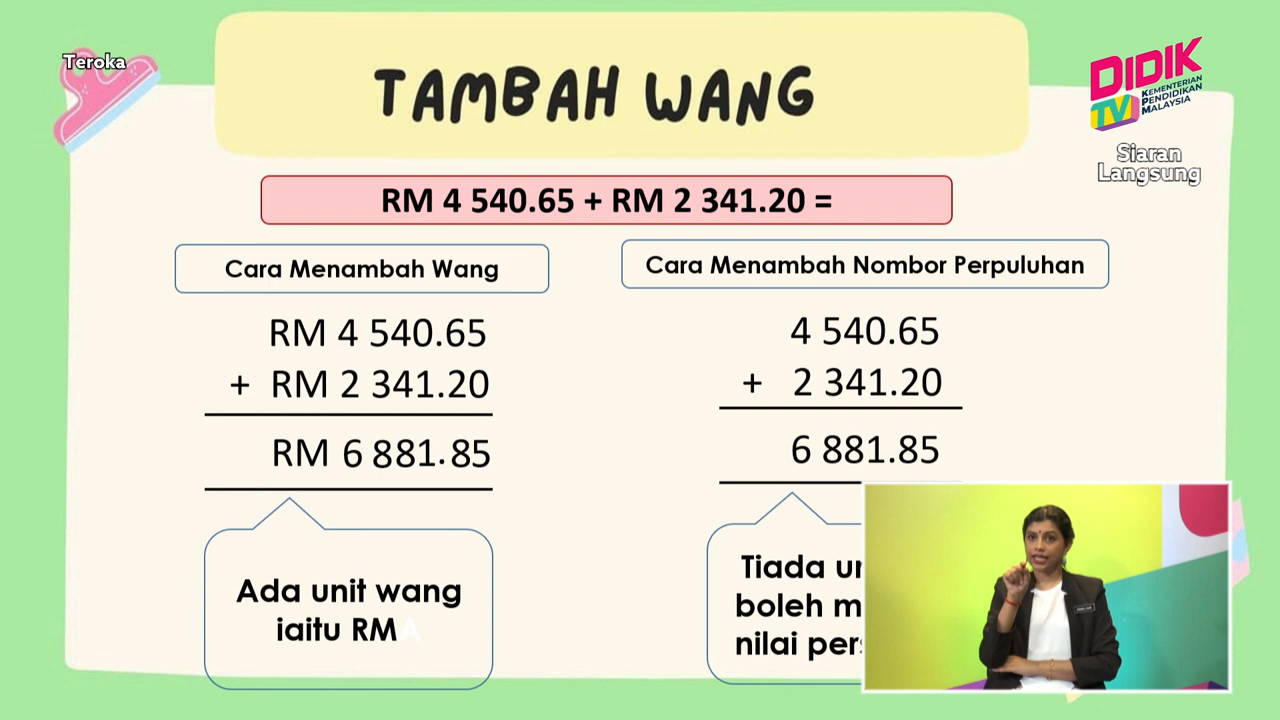 Teroka
TAMBAH WANG
DIDIK
TV
KEMENTERIAN
PENDIDIKAN
MALAYSIA
Siaran
Langsung
RM 4 540.65 + RM 2 341.20 =
Cara Menambah Wang
RM 4 540.65
+ RM 2 341.20
RM 6 881.85
Ada unit wang
iaitu RM
Cara Menambah Nombor Perpuluhan
4 540.65
+ 2 341.20
6 881.85
Tiada
boleh
nilai